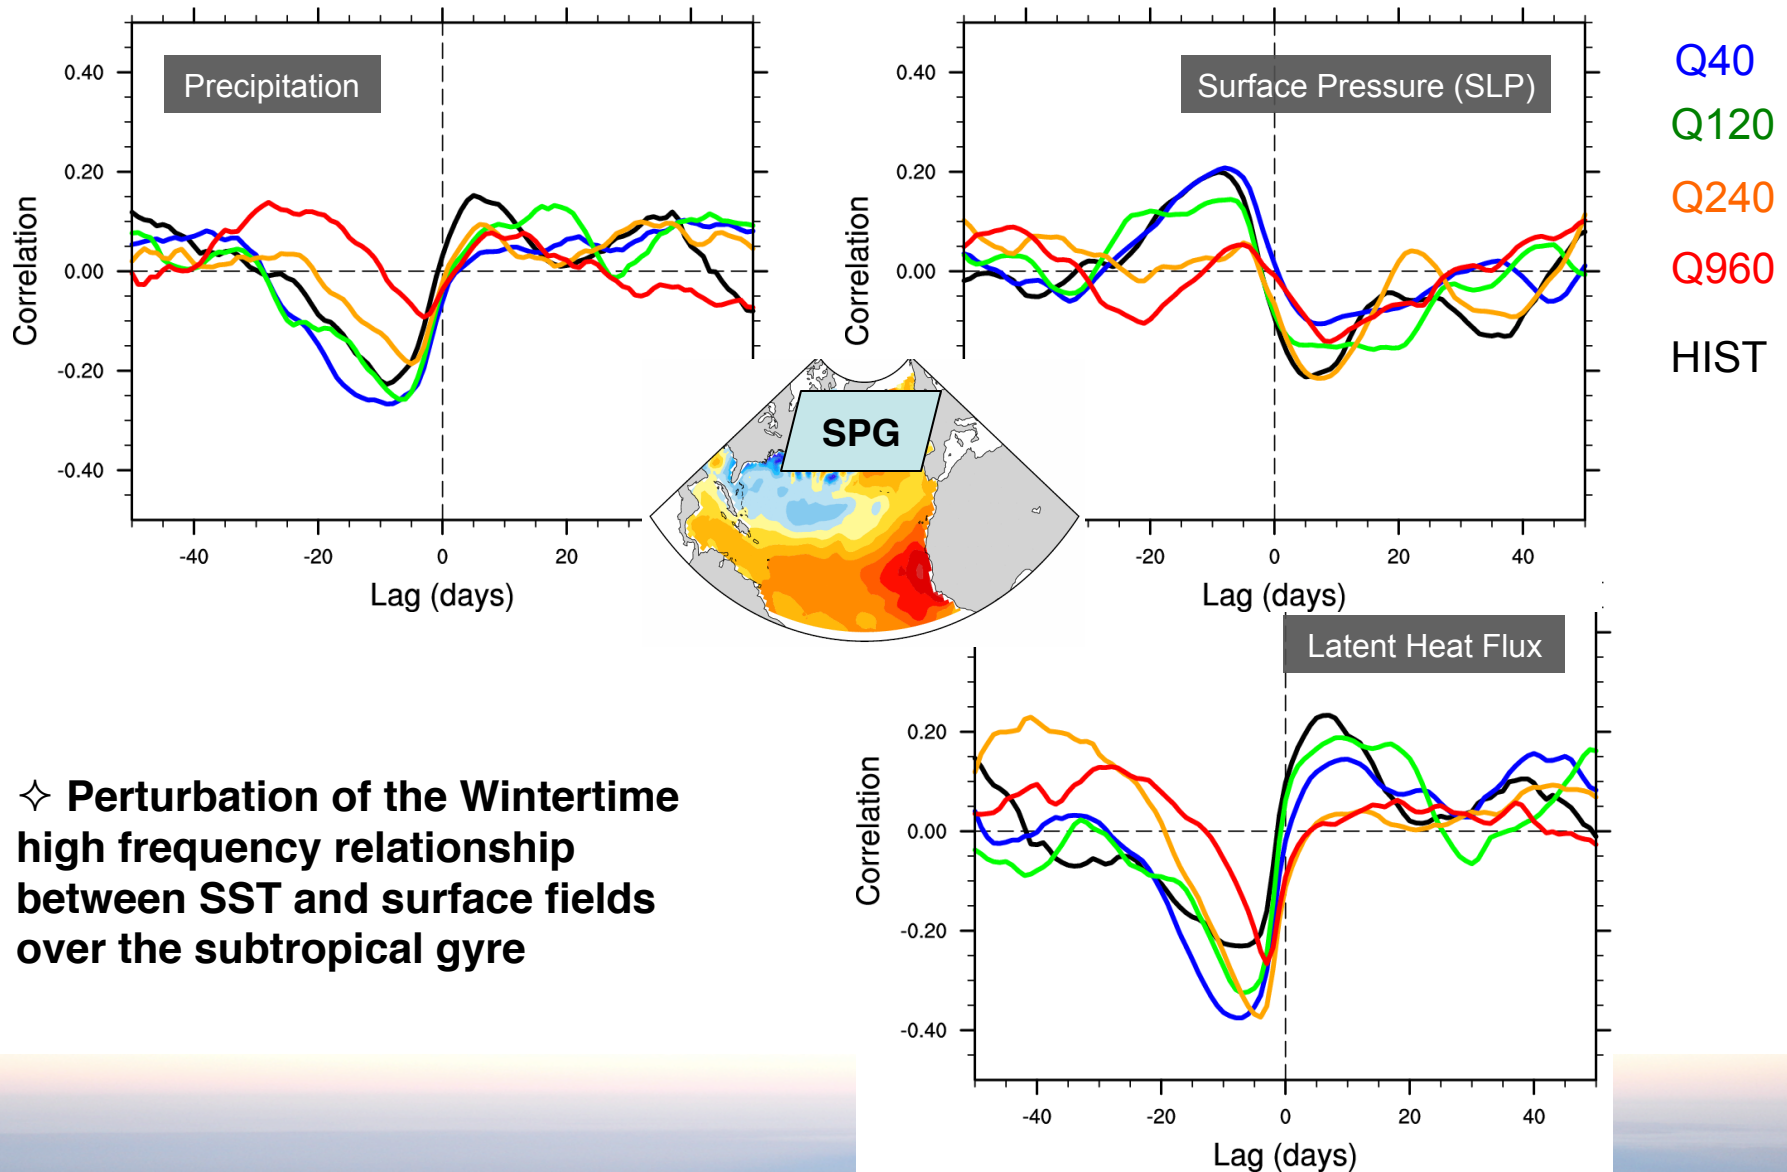 Precipitation
0.40
0.20
0.00
-0.20
-0.40
Correlation
-40
-20
0
20
Lag (days)
Surface Pressure (SLP)
0.40
0.20
0.00
Correlation
-20
0
20
40
Lag (days)
Q40
Q120
Q240
Q960
HIST
SPG
Latent Heat Flux
0.20
0.00
-0.20
-0.40
Correlation
-40
-20
0
20
40
Lag (days)
✧ Perturbation of the Wintertime
high frequency relationship
between SST and surface fields
over the subtropical gyre